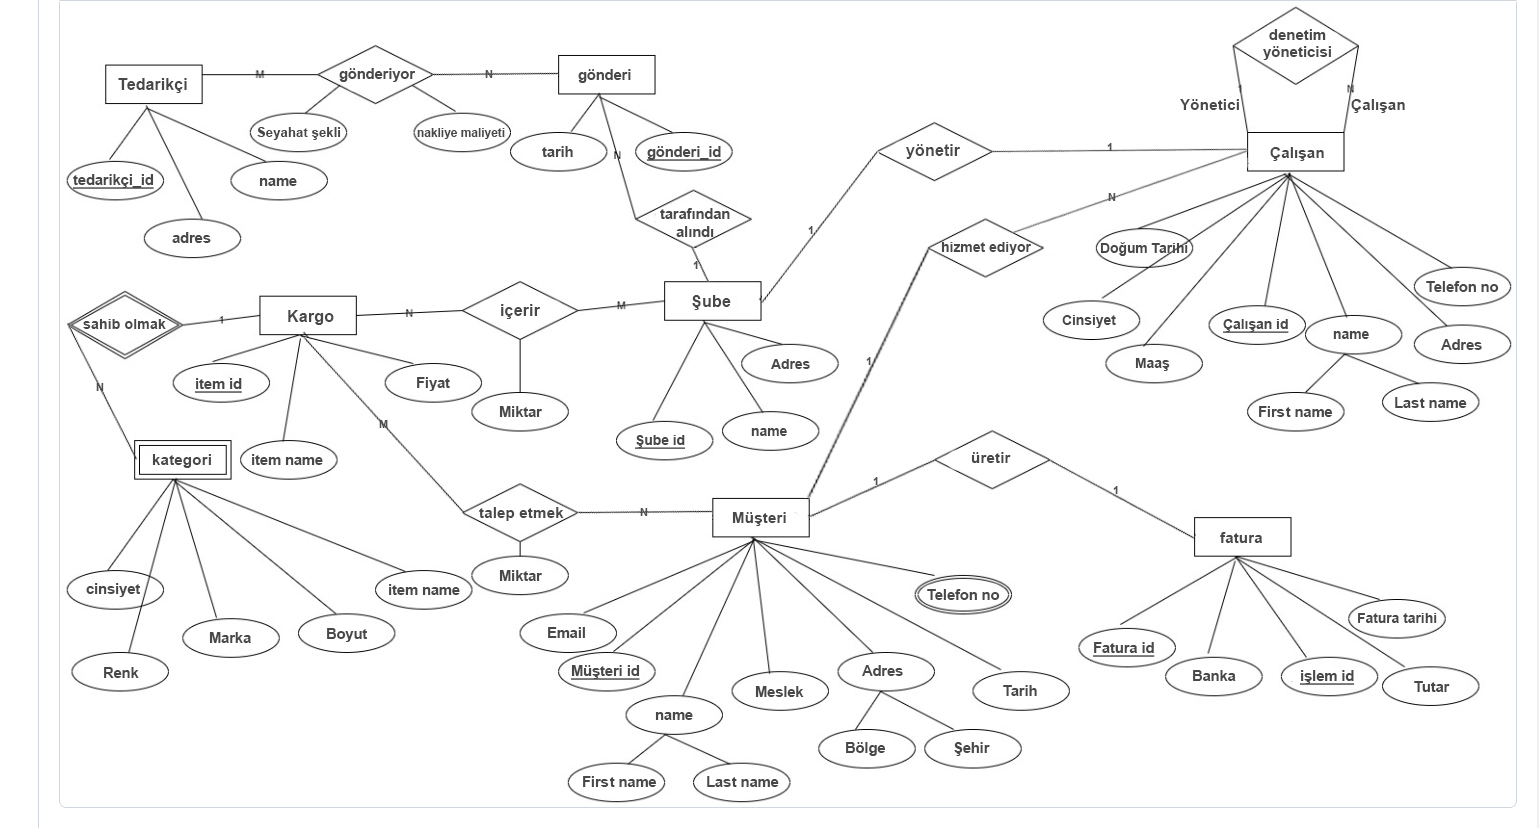 denetim
yöneticisi
Tedarikçi
M
gönderiyor
N
gönderi
1
N
Yönetici
Çalışan
Seyahat şekli
nakliye maliyeti
tarih
N
gönderi_id
yönetir
1
Çalışan
tedarikçi_id
name
adres
tarafından
alındı
1
N
hizmet ediyor
Doğum Tarihi
1
Telefon no
sahib olmak
1
Kargo
N
içerir
M
Şube
Cinsiyet
Çalışan id
name
Adres
Maaş
item id
Fiyat
Adres
1
N
Miktar
First name
Last name
M
Şube id
name
kategori
item name
üretir
1
1
talep etmek
N
Müşteri
fatura
cinsiyet
item name
Miktar
Telefon no
Marka
Boyut
Email
Fatura tarihi
Renk
Müşteri id
Meslek
Adres
Tarih
Fatura id
Banka
işlem id
Tutar
name
Bölge
Şehir
First name
Last name